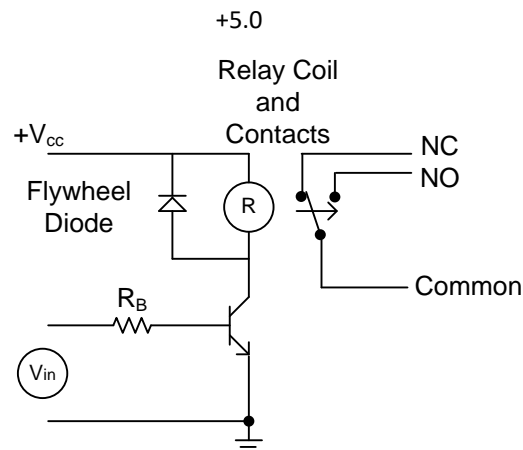 +5.0
Relay Coil
and
Contacts
+Vcc
NC
NO
Flywheel
Diode
R
Common
RB
Vin